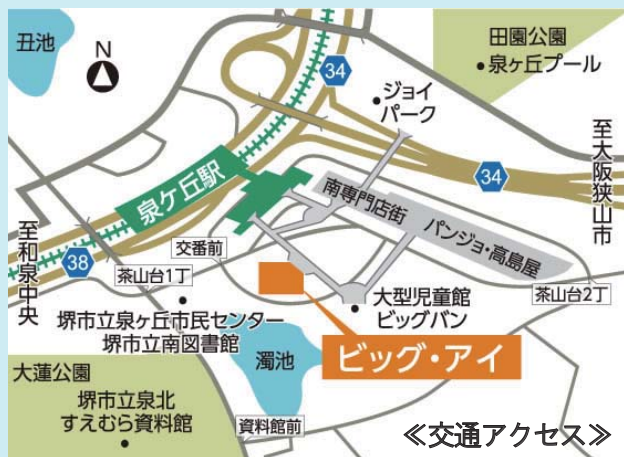 丑池
N
34
田園公園
泉ヶ丘プール
ジョイ
パーク
34
至大阪狭山市
泉ケ丘駅
南専門店街
パンジョ・高島屋
至和泉中央
38
交番前
茶山台1丁
茶山台2丁
大型児童館
ビッグバン
堺市立泉ヶ丘市民センター
堺市立南図書館
濁池
ビッグ・アイ
大蓮公園
堺市立泉北
すえむら資料館
資料館前
≪交通アクセス≫